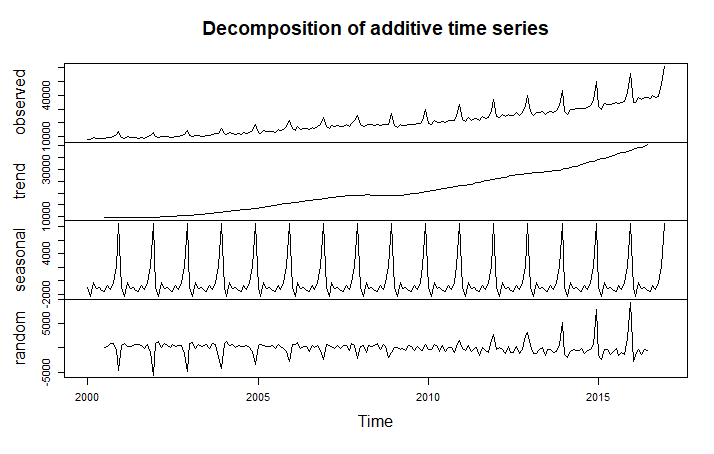 Decomposition of additive time series
observed
10000 40000
trend
10000 30000
seasonal
-2000 4000
random
-5000 5000
2000 2005 2010 2015
Time